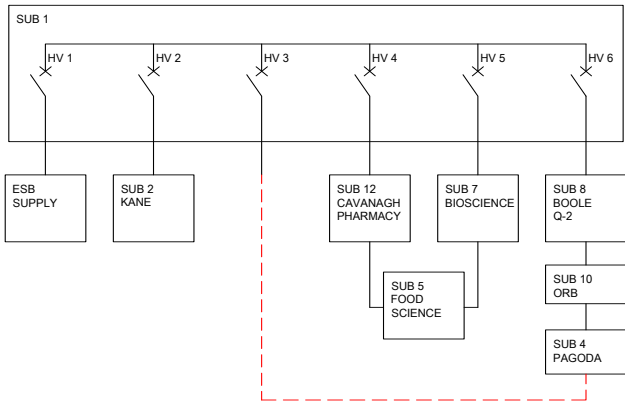 SUB 1
HV 1
HV 2
HV 3
HV 4
HV 5
HV 6
ESB
SUPPLY
SUB 2
KANE
SUB 12
CAVANAGH
PHARMACY
SUB 7
BIOSCIENCE
SUB 8
BOOLE
Q-2
SUB 5
FOOD
SCIENCE
SUB 10
ORB
SUB 4
PAGODA